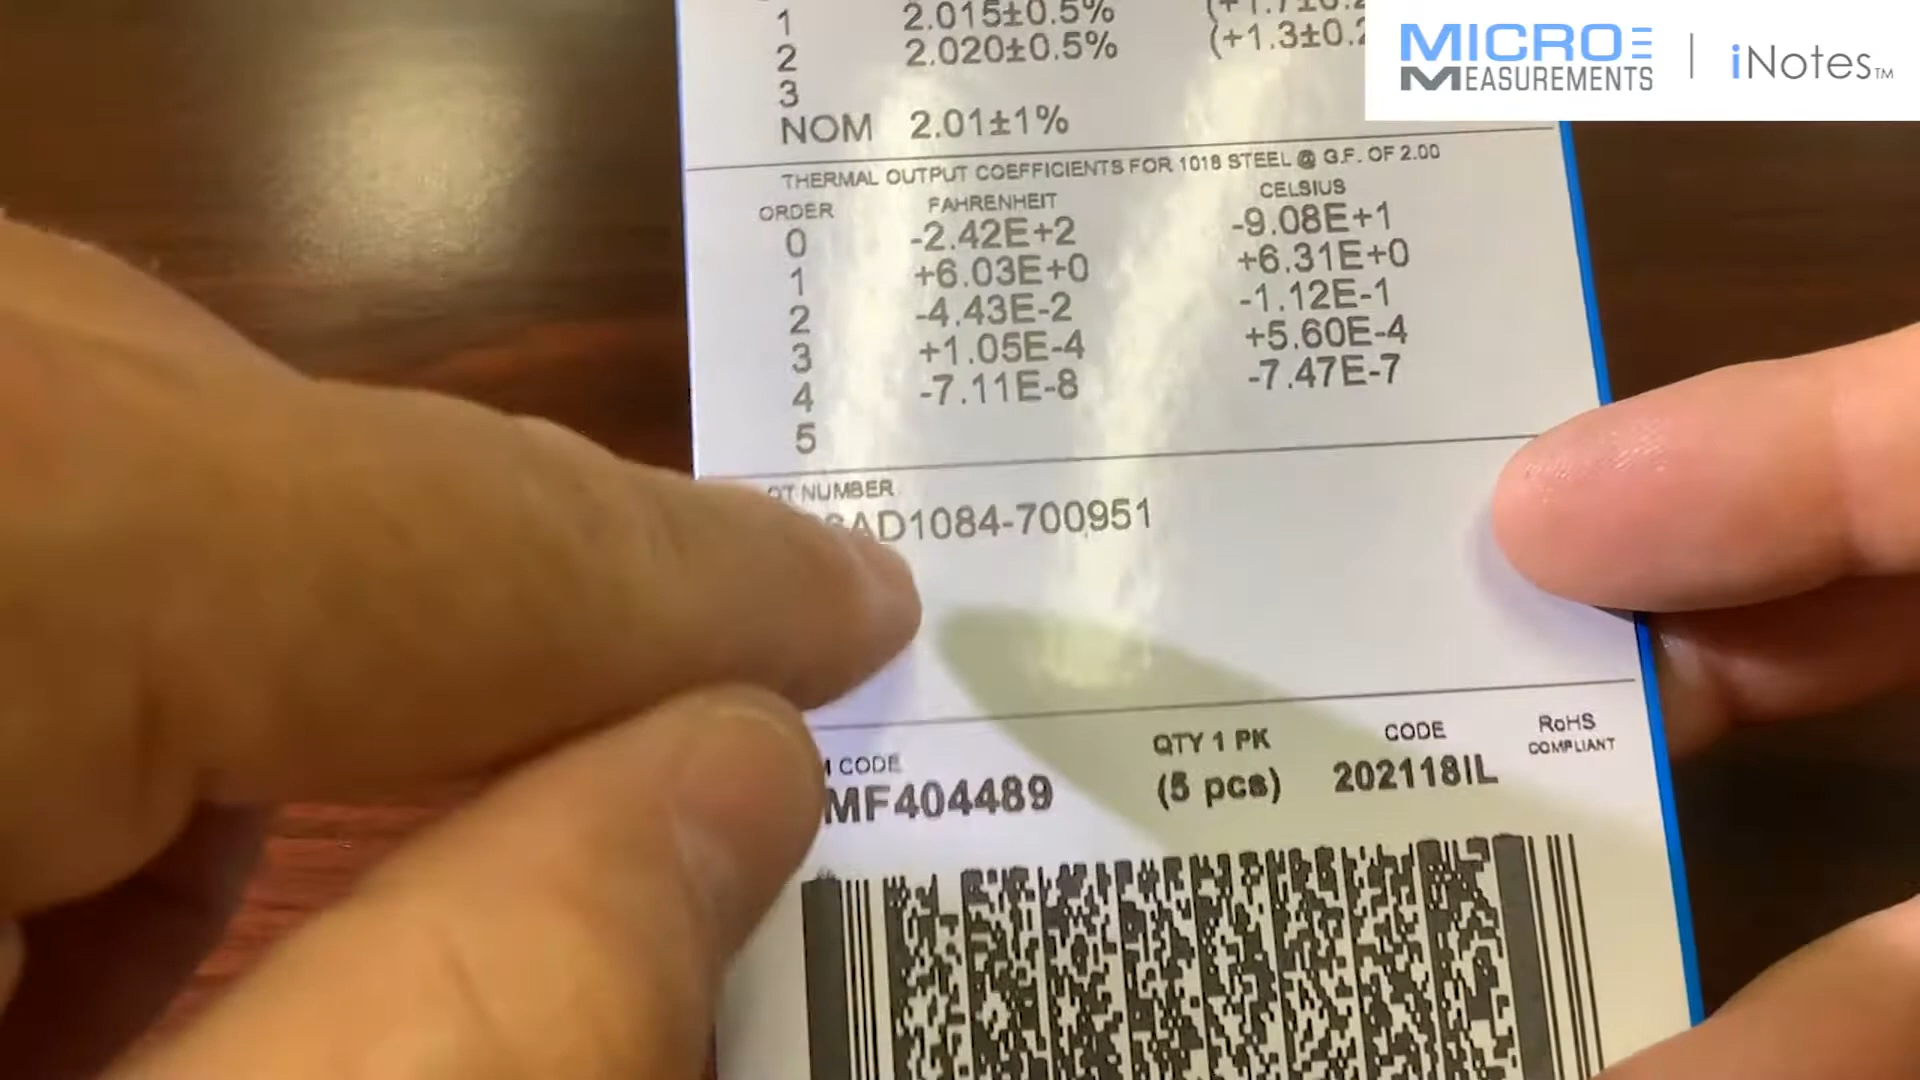 1 2.015±0.5%
2 2.020±0.5% (+1.3±0.2
3
NOM 2.01±1%
THERMAL OUTPUT COEFFICIENTS FOR 1018 STEEL @ G.F. OF 2.00
ORDER FAHRENHEIT CELSIUS
0 -2.42E+2 -9.08E+1
1 +6.03E+0 +6.31E+0
2 -4.43E-2 -1.12E-1
3 +1.05E-4 +5.60E-4
4 -7.11E-8 -7.47E-7
5
NUMBER
AD1084-700951
CODE QTY 1 PK CODE RoHS
MF404489 (5 pcs) 202118IL COMPLIANT
MICRO MEASUREMENTS | iNotes™